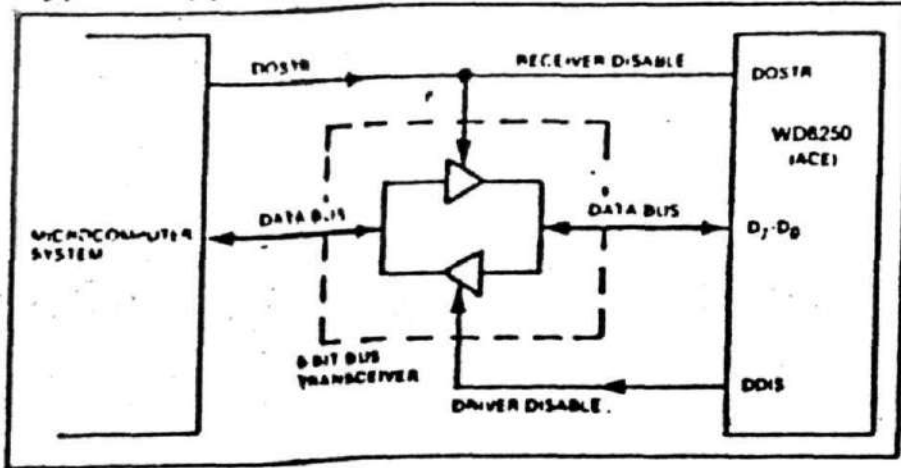 DOSTR
RECEIVER DISABLE
DOSTR
WD8250
(ACE)
DATA BUS
DATA BUS
D7-D0
MICROCOMPUTER
SYSTEM
8 BIT BUS
TRANSCEIVER
DRIVER DISABLE
DDIS